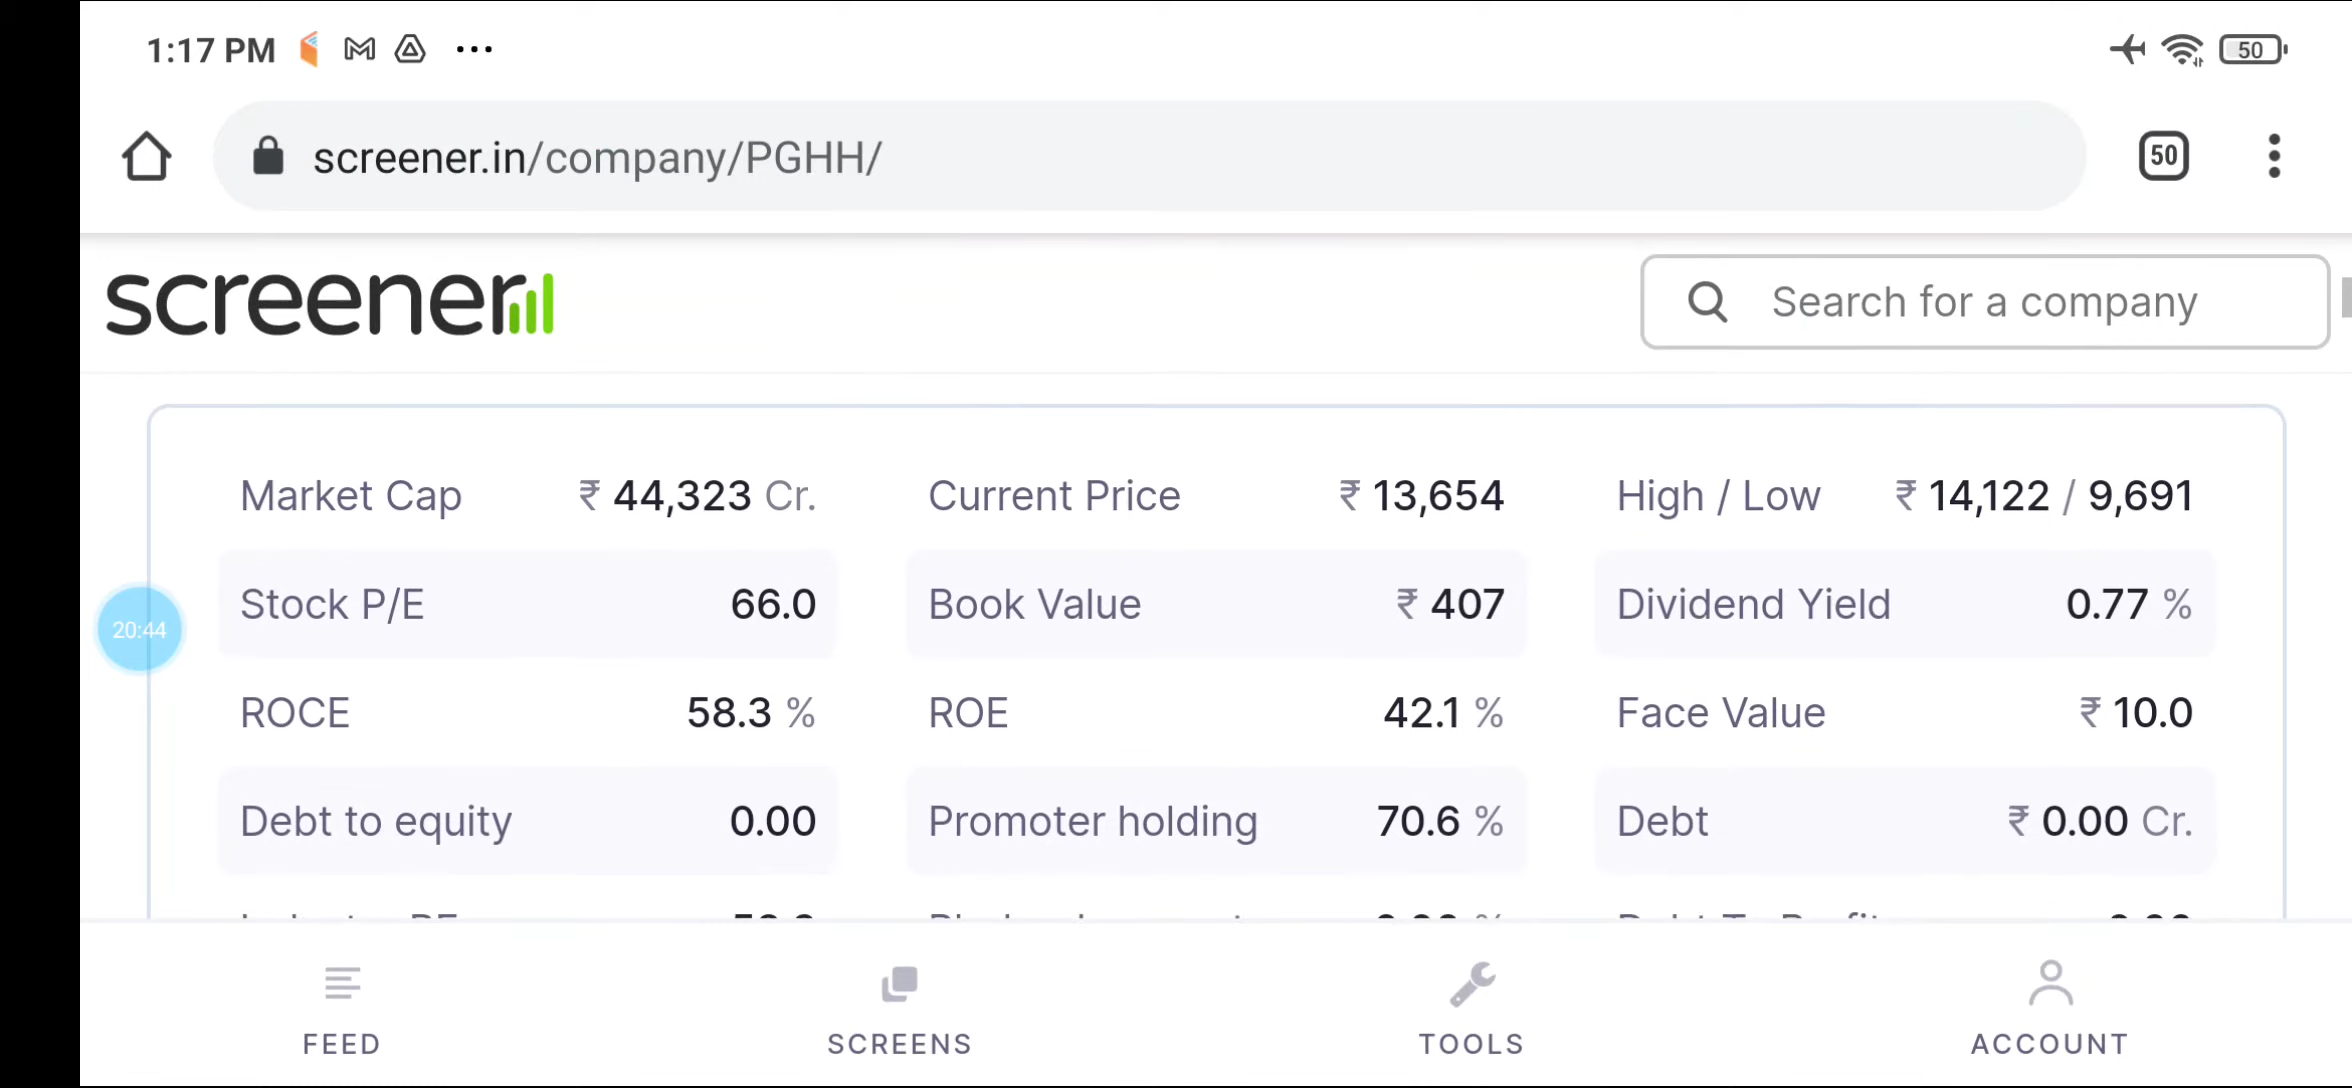 1:17 PM 50
screener.in/company/PGHH/ 50
screener Search for a company
Market Cap ₹ 44,323 Cr. Current Price ₹ 13,654 High / Low ₹ 14,122 / 9,691
Stock P/E 66.0 Book Value ₹ 407 Dividend Yield 0.77 %
20:44
ROCE 58.3 % ROE 42.1 % Face Value ₹ 10.0
Debt to equity 0.00 Promoter holding 70.6 % Debt ₹ 0.00 Cr.
FEED SCREENS TOOLS ACCOUNT